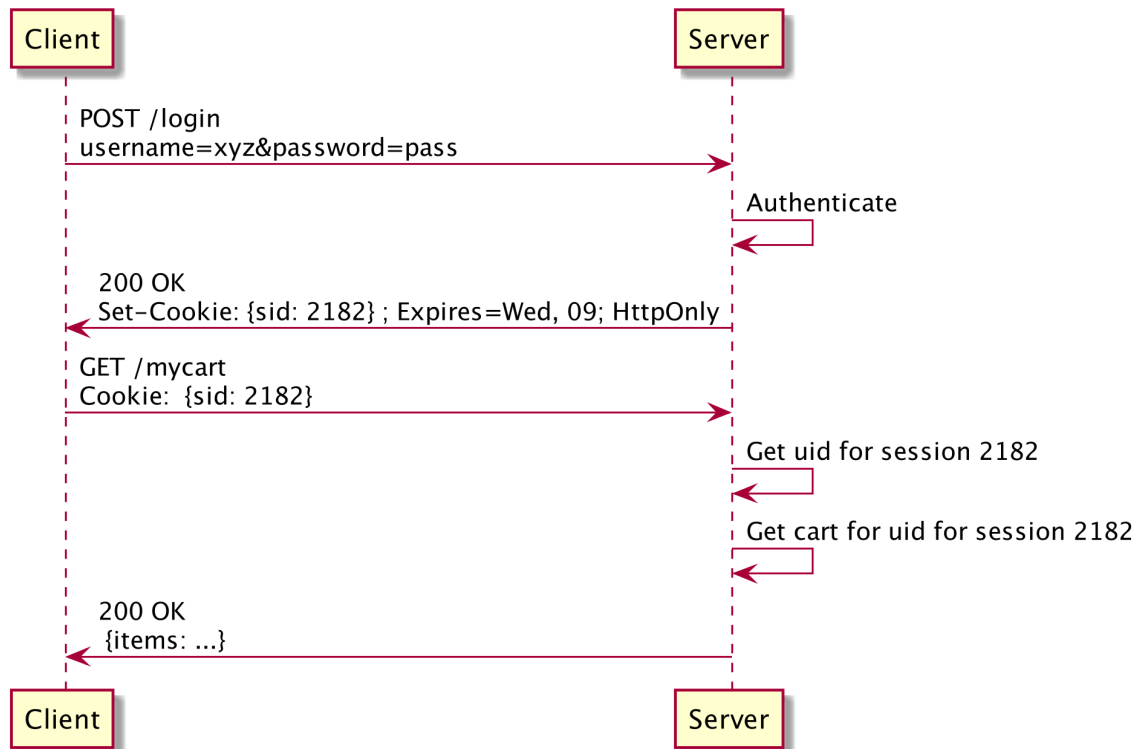 Client
Server
POST /login
username=xyz&password=pass
Authenticate
200 OK
Set-Cookie: {sid: 2182} ; Expires=Wed, 09; HttpOnly
GET /mycart
Cookie:  {sid: 2182}
Get uid for session 2182
Get cart for uid for session 2182
200 OK
{items: ...}
Client
Server